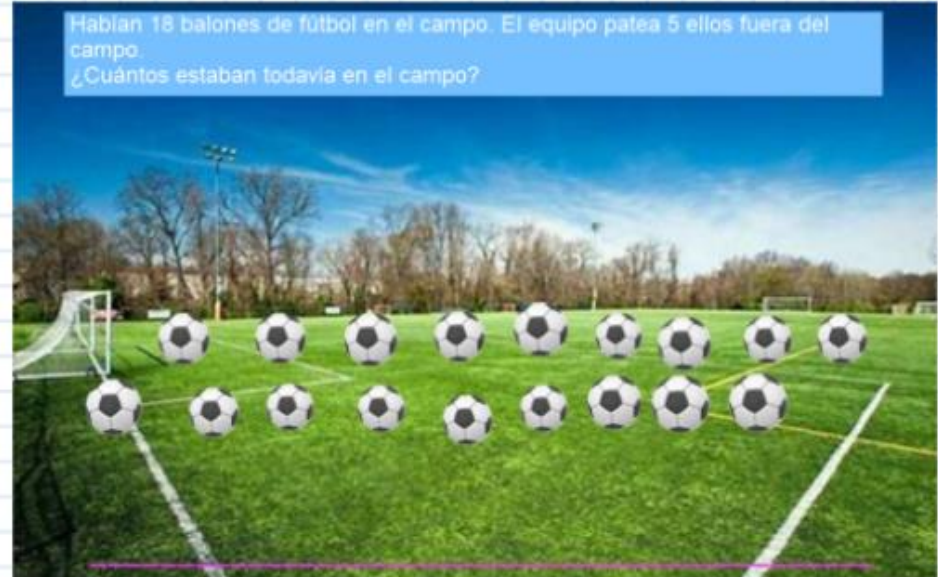 Habían 18 balones de fútbol en el campo. El equipo patea 5 ellos fuera del
campo.
¿Cuántos estaban todavía en el campo?